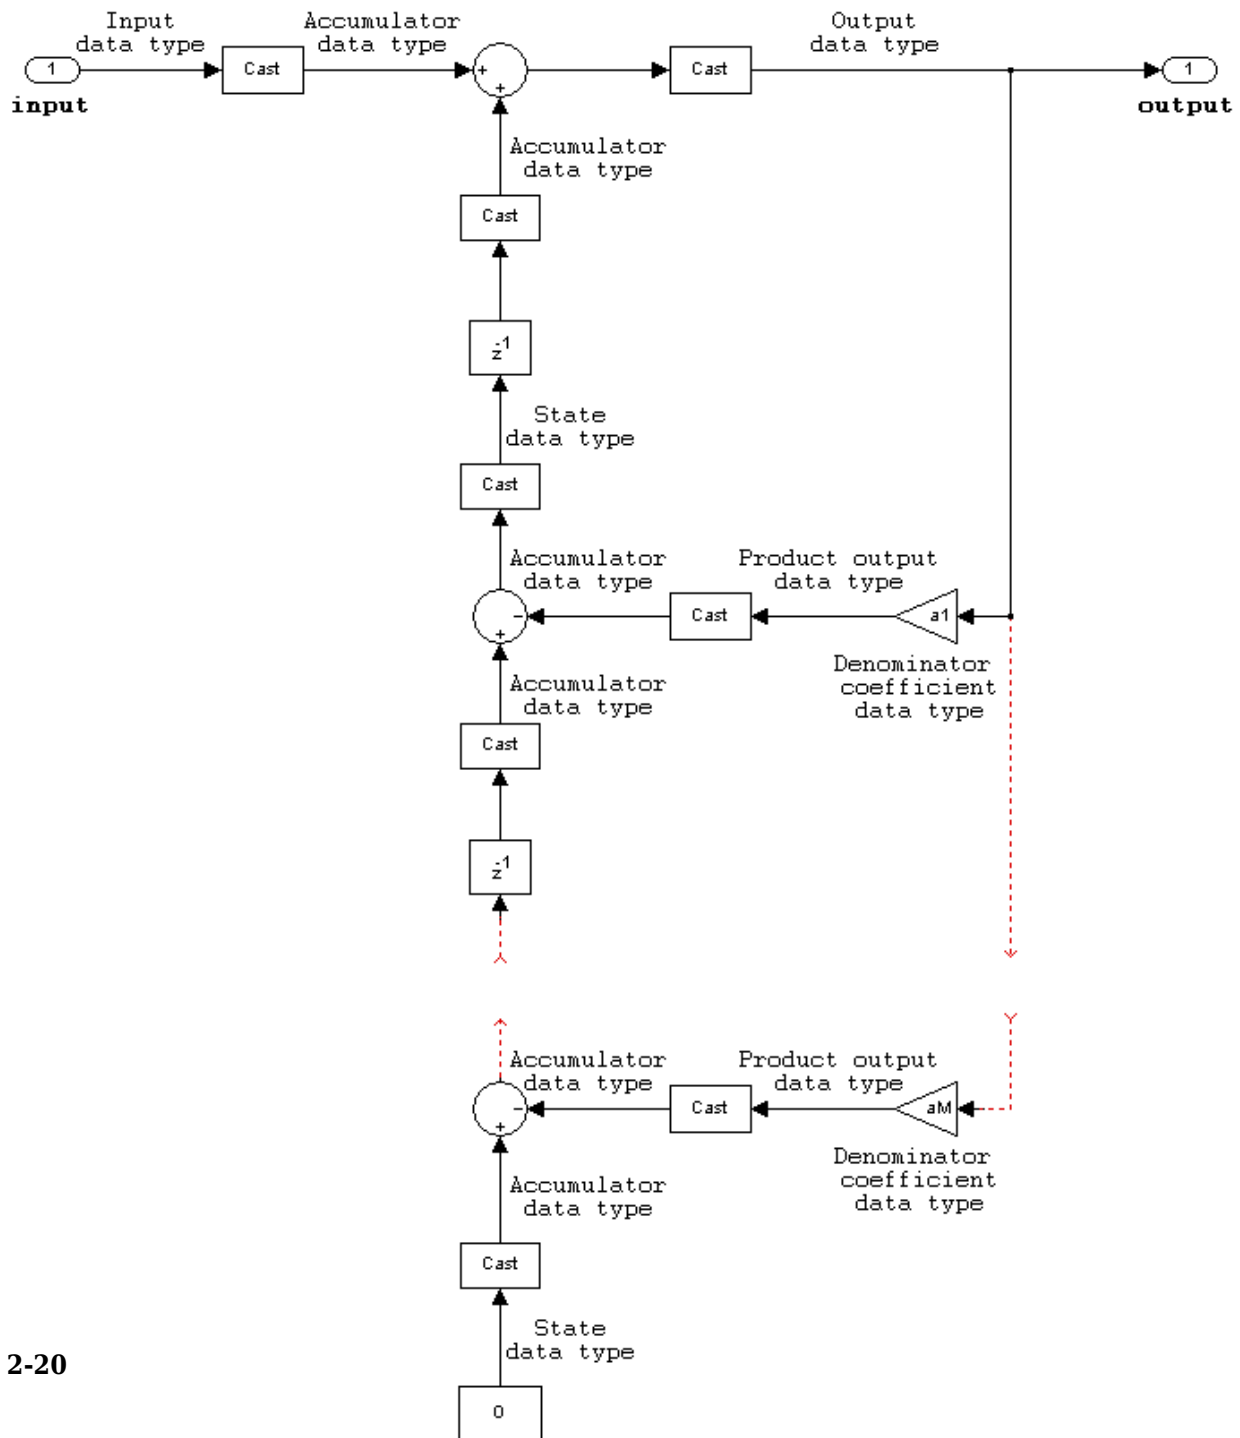 Input
data type
Accumulator
data type
Output
data type
1
Cast
+
+
Cast
1
input
output
Accumulator
data type
Cast
z-1
State
data type
Cast
Accumulator
data type
Product output
data type
-
+
Cast
a1
Accumulator
data type
Denominator
coefficient
data type
Cast
z-1
Accumulator
data type
Product output
data type
-
+
Cast
aM
Accumulator
data type
Denominator
coefficient
data type
Cast
State
data type
2-20
0